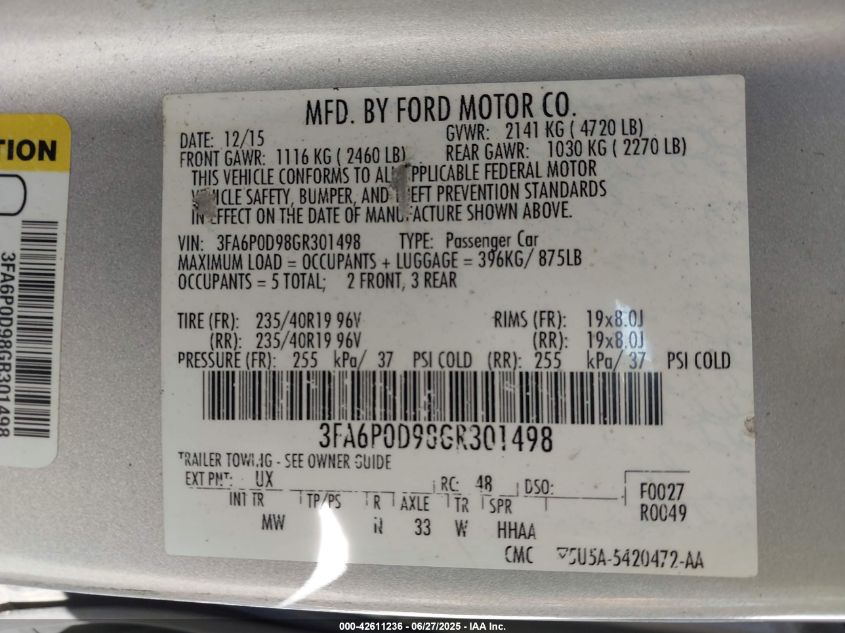 TION
3FA6P0D98GR301498
MFD. BY FORD MOTOR CO.
DATE: 12/15 GVWR: 2141 KG ( 4720 LB)
FRONT GAWR: 1116 KG ( 2460 LB) REAR GAWR: 1030 KG ( 2270 LB)
THIS VEHICLE CONFORMS TO ALL APPLICABLE FEDERAL MOTOR
VEHICLE SAFETY, BUMPER, AND THEFT PREVENTION STANDARDS
IN EFFECT ON THE DATE OF MANUFACTURE SHOWN ABOVE.
VIN: 3FA6P0D98GR301498 TYPE: Passenger Car
MAXIMUM LOAD = OCCUPANTS + LUGGAGE = 396KG/ 875LB
OCCUPANTS = 5 TOTAL; 2 FRONT, 3 REAR
TIRE (FR): 235/40R19 96V RIMS (FR): 19x8.0J
(RR): 235/40R19 96V (RR): 19x8.0J
PRESSURE (FR): 255 kPa/ 37 PSI COLD (RR): 255 kPa/ 37 PSI COLD
3FA6P0D98GR301498
TRAILER TOWING - SEE OWNER GUIDE
EXT PNT: UX RC: 48 DSO: F0027
INT TR TP/PS R AXLE TR SPR R0049
MW N 33 W HHAA
CMC 5U5A-5420472-AA
000-42611236 - 06/27/2025 - IAA Inc.